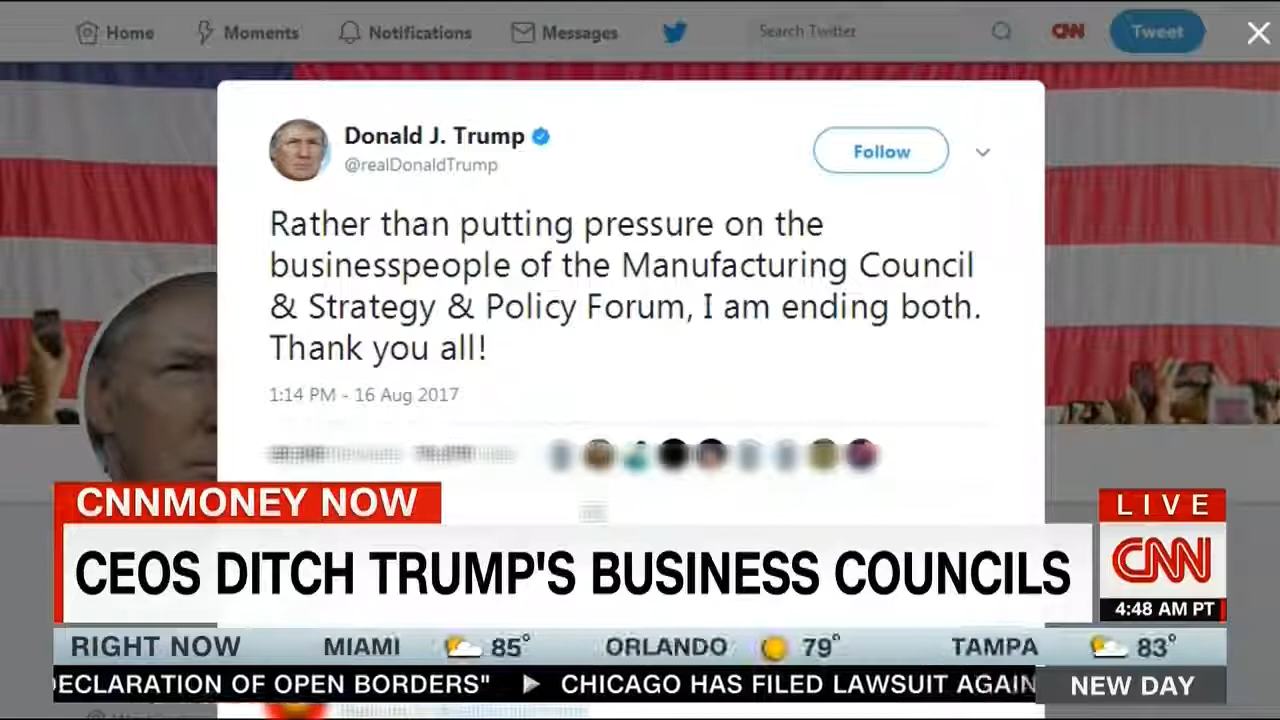 Home
Moments
Notifications
Messages
Search Twitter
CNN
Tweet
Donald J. Trump
@realDonaldTrump
Follow
Rather than putting pressure on the
businesspeople of the Manufacturing Council
& Strategy & Policy Forum, I am ending both.
Thank you all!
1:14 PM - 16 Aug 2017
CNNMONEY NOW
CEOS DITCH TRUMP'S BUSINESS COUNCILS
LIVE
CNN
4:48 AM PT
RIGHT NOW MIAMI 85° ORLANDO 79° TAMPA 83°
ECLARATION OF OPEN BORDERS" ▶ CHICAGO HAS FILED LAWSUIT AGAIN
NEW DAY